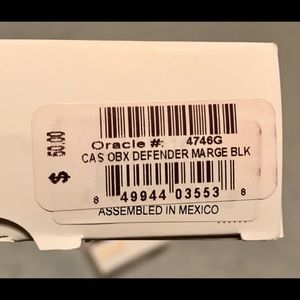 $ 50.00
Oracle #: 4746G
CAS OBX DEFENDER MARGE BLK
8 49944 03553 8
ASSEMBLED IN MEXICO